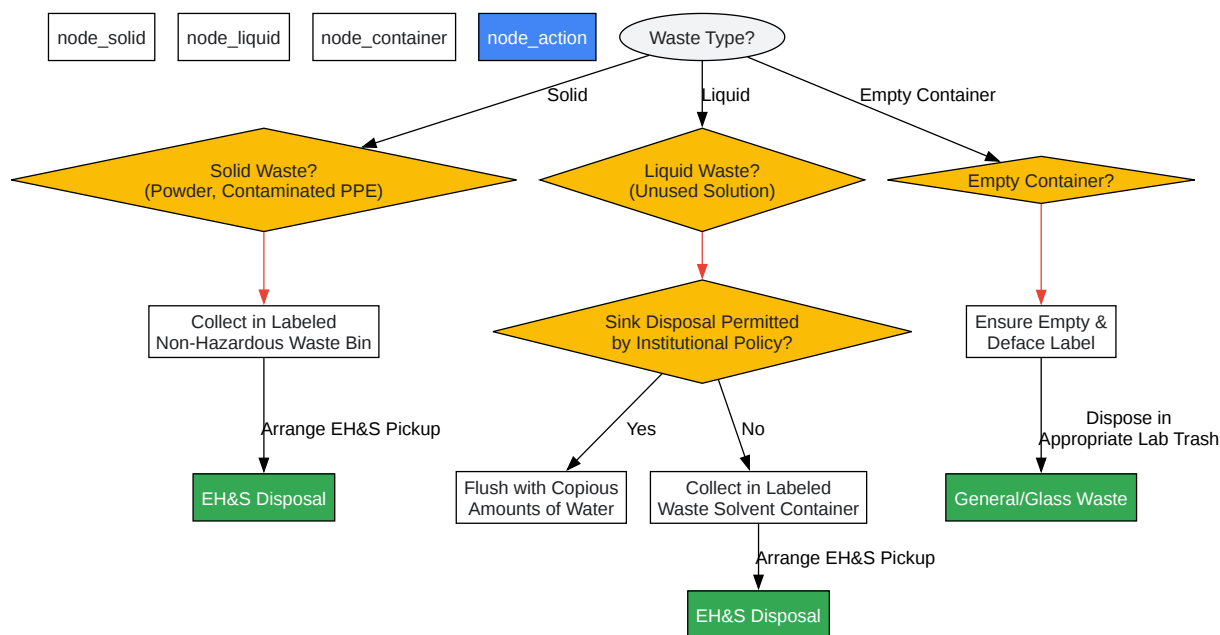 node_solid
node_liquid
node_container
node_action
Waste Type?
Solid
Liquid
Empty Container
Solid Waste?
(Powder, Contaminated PPE)
Liquid Waste?
(Unused Solution)
Empty Container?
Collect in Labeled
Non-Hazardous Waste Bin
Sink Disposal Permitted
by Institutional Policy?
Ensure Empty &
Deface Label
Arrange EH&S Pickup
Yes
No
Dispose in
Appropriate Lab Trash
EH&S Disposal
Flush with Copious
Amounts of Water
Collect in Labeled
Waste Solvent Container
General/Glass Waste
Arrange EH&S Pickup
EH&S Disposal